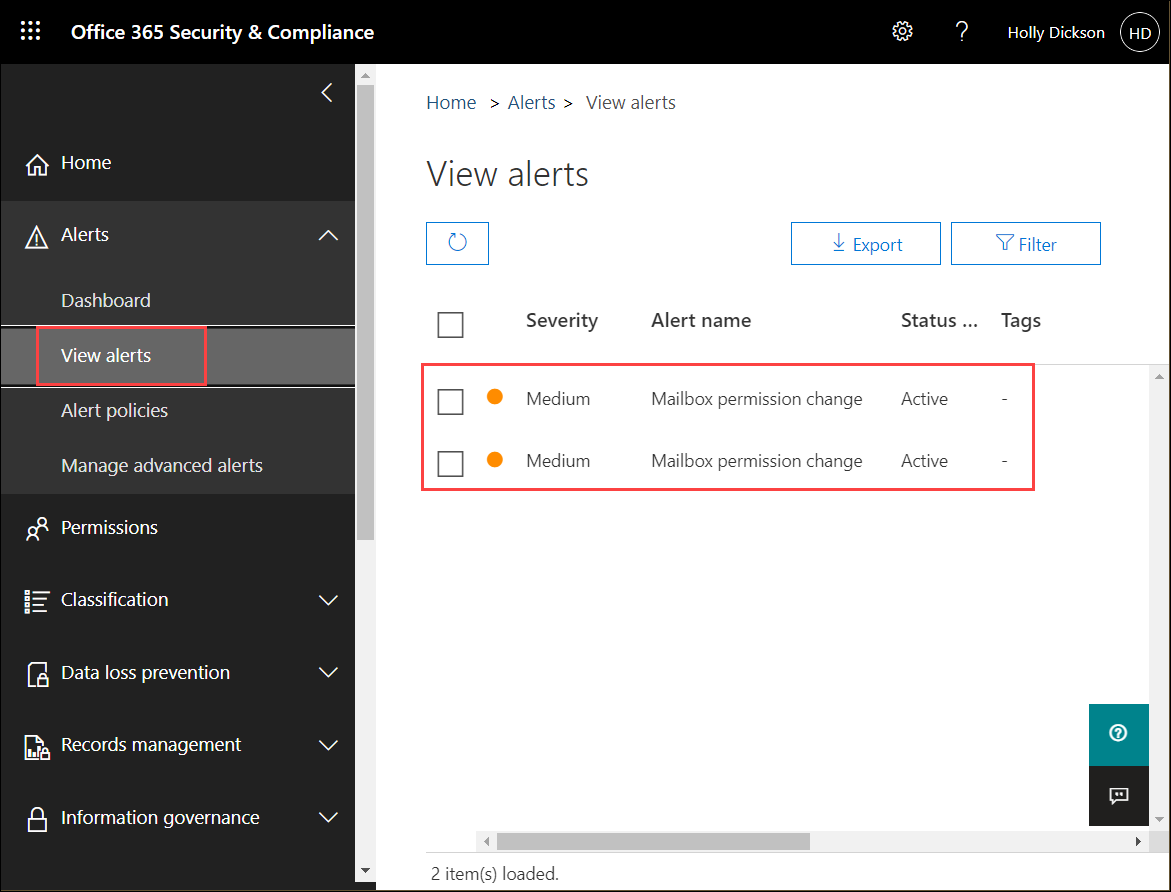 Office 365 Security & Compliance
Holly Dickson
HD
Home
Alerts
Dashboard
View alerts
Alert policies
Manage advanced alerts
Permissions
Classification
Data loss prevention
Records management
Information governance
Home > Alerts > View alerts
View alerts
Export
Filter
Severity Alert name Status ... Tags
Medium Mailbox permission change Active -
Medium Mailbox permission change Active -
2 item(s) loaded.